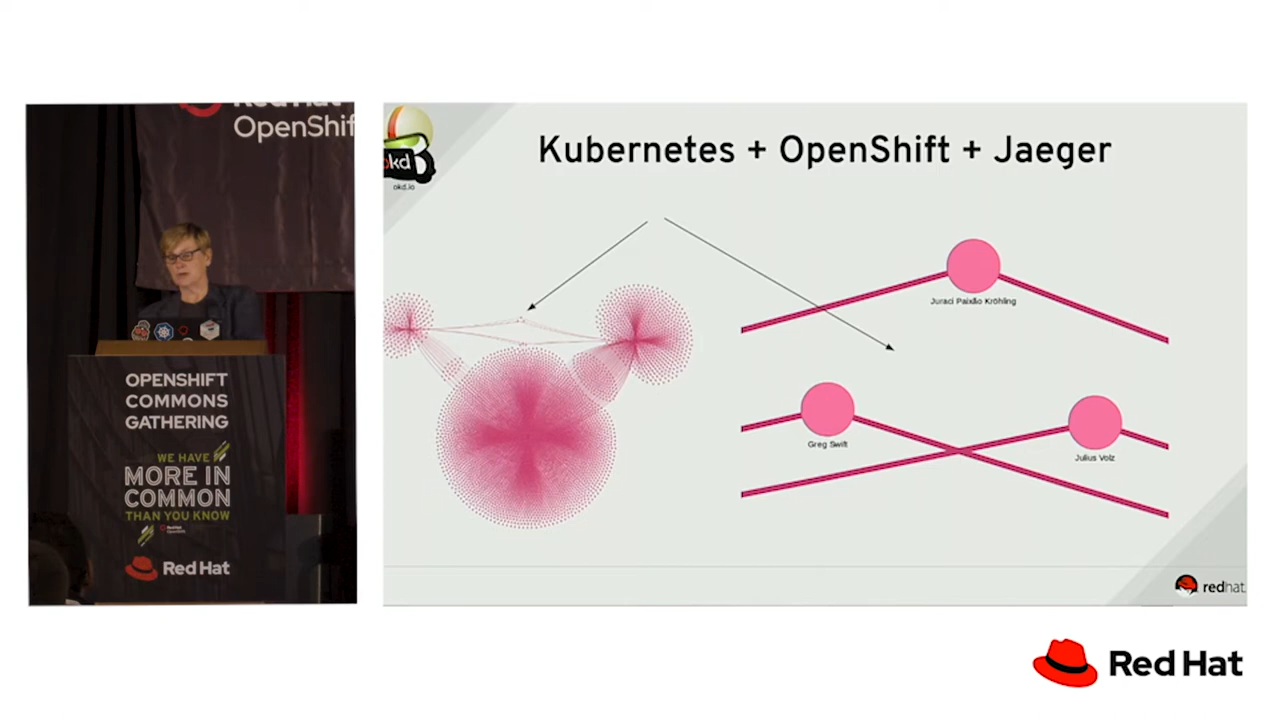 Red Hat
OpenShif
OPENSHIFT
COMMONS
GATHERING
WE HAVE
MORE IN
COMMON
THAN YOU KNOW
Red Hat
okd
okd.io
Kubernetes + OpenShift + Jaeger
Juraci Paixão Kröhling
Greg Swift
Julius Volz
redhat.
Red Hat